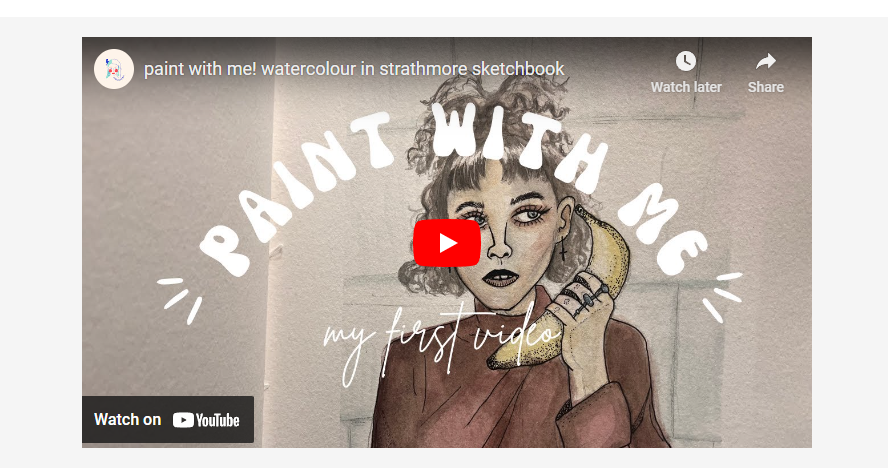 paint with me! watercolour in strathmore sketchbook
Watch later
Share
PAINT WITH ME
my first video
Watch on YouTube